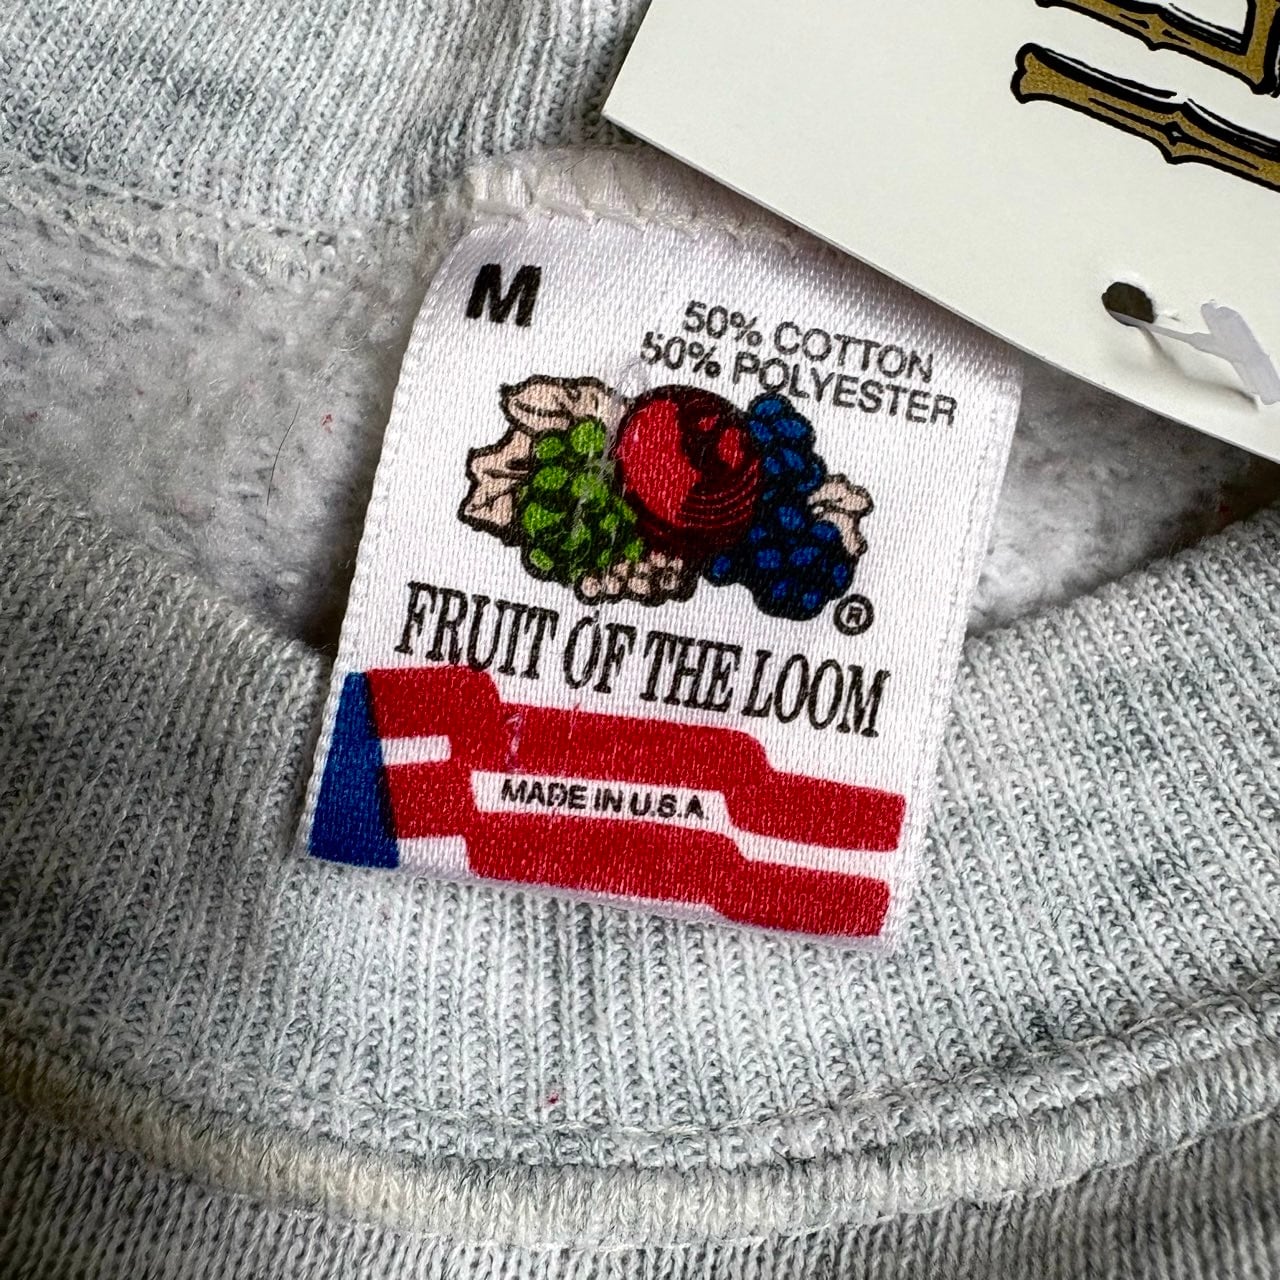 M
50% COTTON
50% POLYESTER
®
FRUIT OF THE LOOM
MADE IN U.S.A